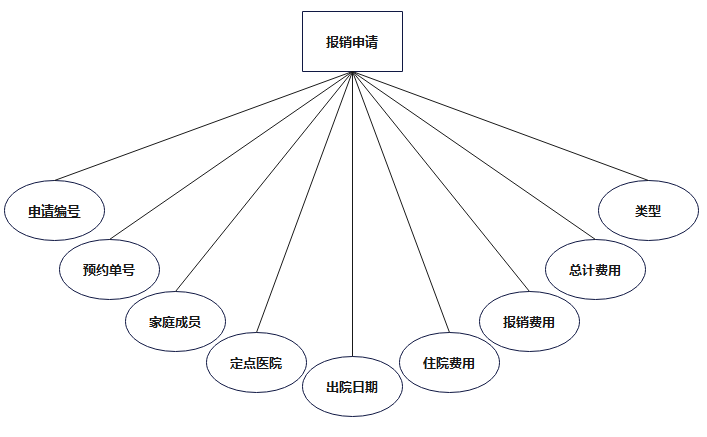 报销申请
申请编号
预约单号
家庭成员
定点医院
出院日期
住院费用
报销费用
总计费用
类型